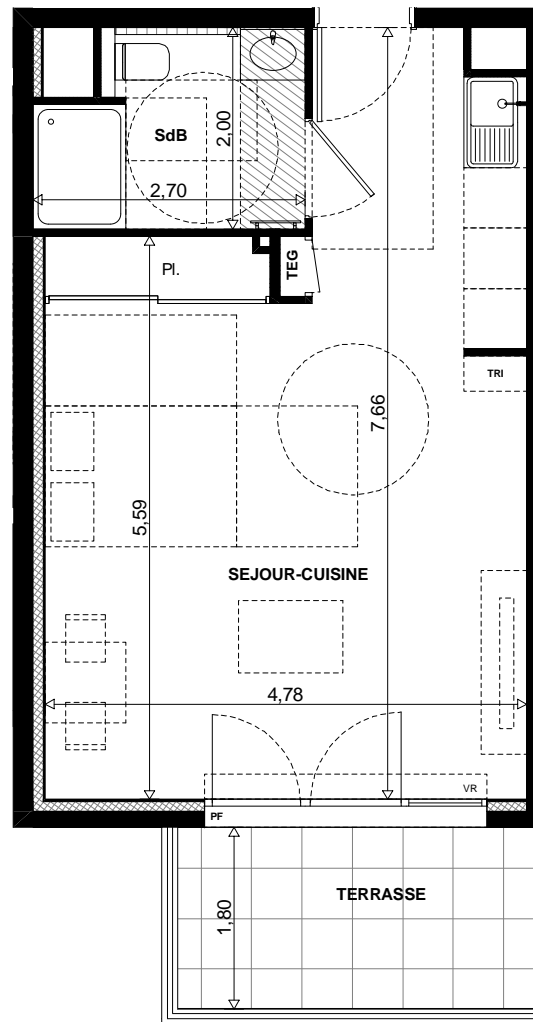 SdB
2,00
2,70
Pl.
TEG
TRI
7,66
5,59
SEJOUR-CUISINE
4,78
VR
PF
TERRASSE
1,80